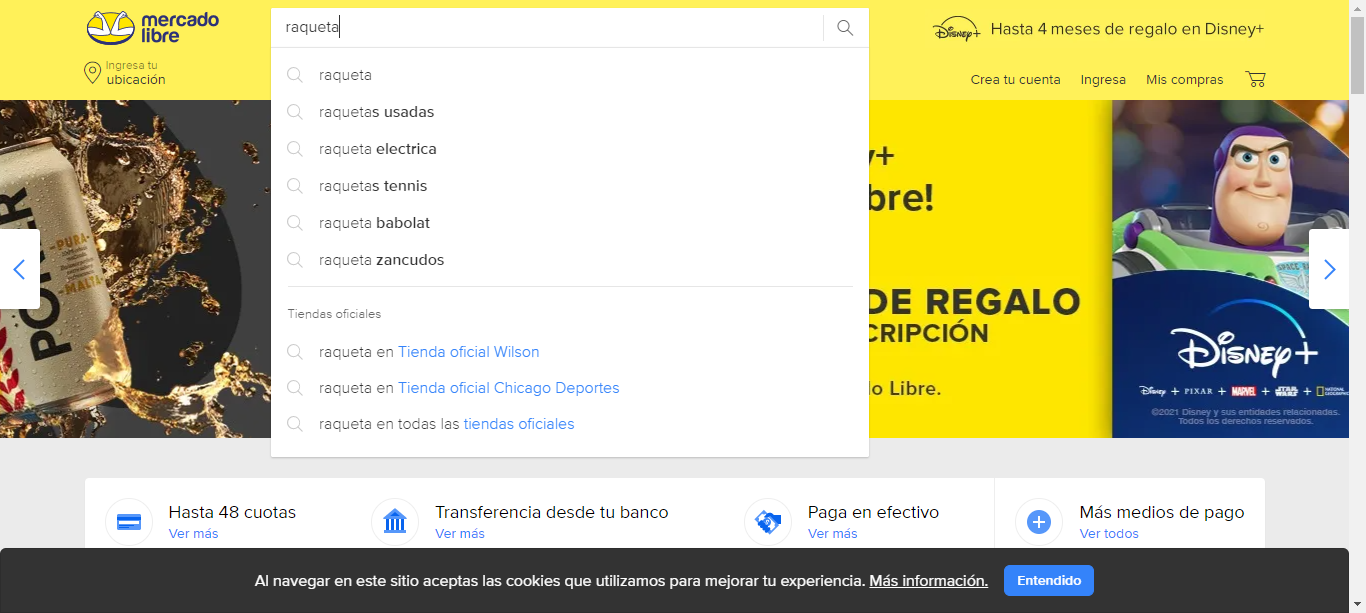 mercado
libre
raqueta
Hasta 4 meses de regalo en Disney+
Ingresa tu
ubicación
Crea tu cuenta Ingresa Mis compras
raqueta
raquetas usadas
raqueta electrica
raquetas tennis
raqueta babolat
raqueta zancudos
Tiendas oficiales
raqueta en Tienda oficial Wilson
raqueta en Tienda oficial Chicago Deportes
raqueta en todas las tiendas oficiales
PURA
MALTA
bre!
DE REGALO
CRIPCIÓN
lo Libre.
SPACE
Disney+
Disney + PIXAR + MARVEL + STAR WARS + NATIONAL GEOGRAPHIC
©2021 Disney y sus entidades relacionadas.
Todos los derechos reservados.
Hasta 48 cuotas
Ver más
Transferencia desde tu banco
Ver más
Paga en efectivo
Ver más
Más medios de pago
Ver todos
Al navegar en este sitio aceptas las cookies que utilizamos para mejorar tu experiencia. Más información. Entendido